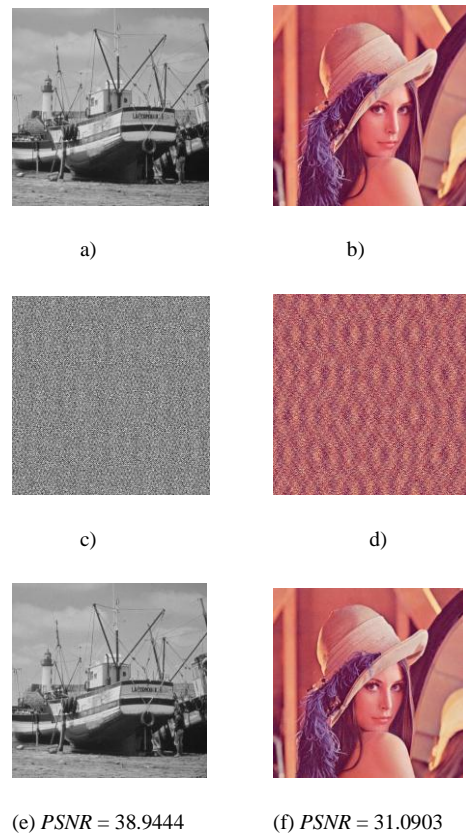 a) b)
c) d)
(e) PSNR = 38.9444 (f) PSNR = 31.0903